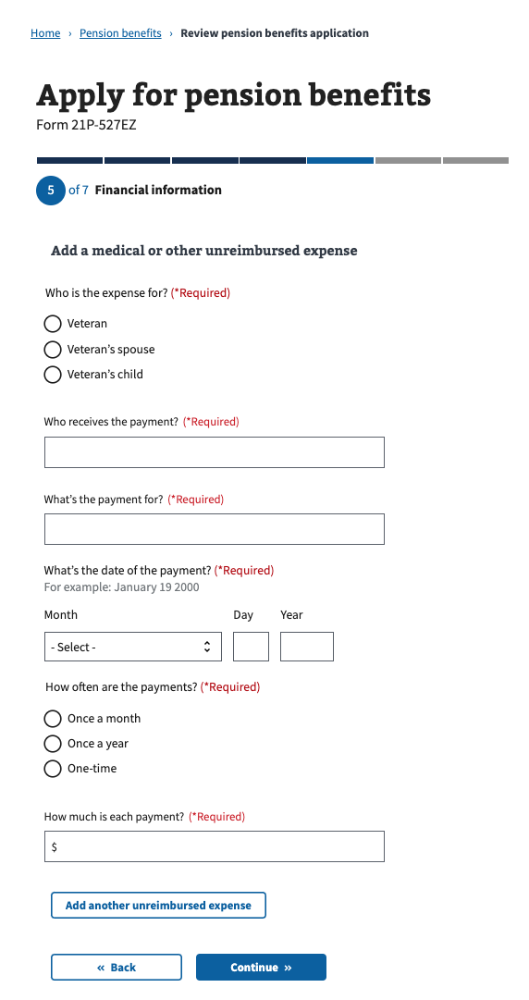 Home › Pension benefits › Review pension benefits application
Apply for pension benefits
Form 21P-527EZ
5 of 7 Financial information
Add a medical or other unreimbursed expense
Who is the expense for? (*Required)
Veteran
Veteran’s spouse
Veteran’s child
Who receives the payment? (*Required)
What’s the payment for? (*Required)
What’s the date of the payment? (*Required)
For example: January 19 2000
Month Day Year
- Select -
How often are the payments? (*Required)
Once a month
Once a year
One-time
How much is each payment? (*Required)
$
Add another unreimbursed expense
« Back Continue »